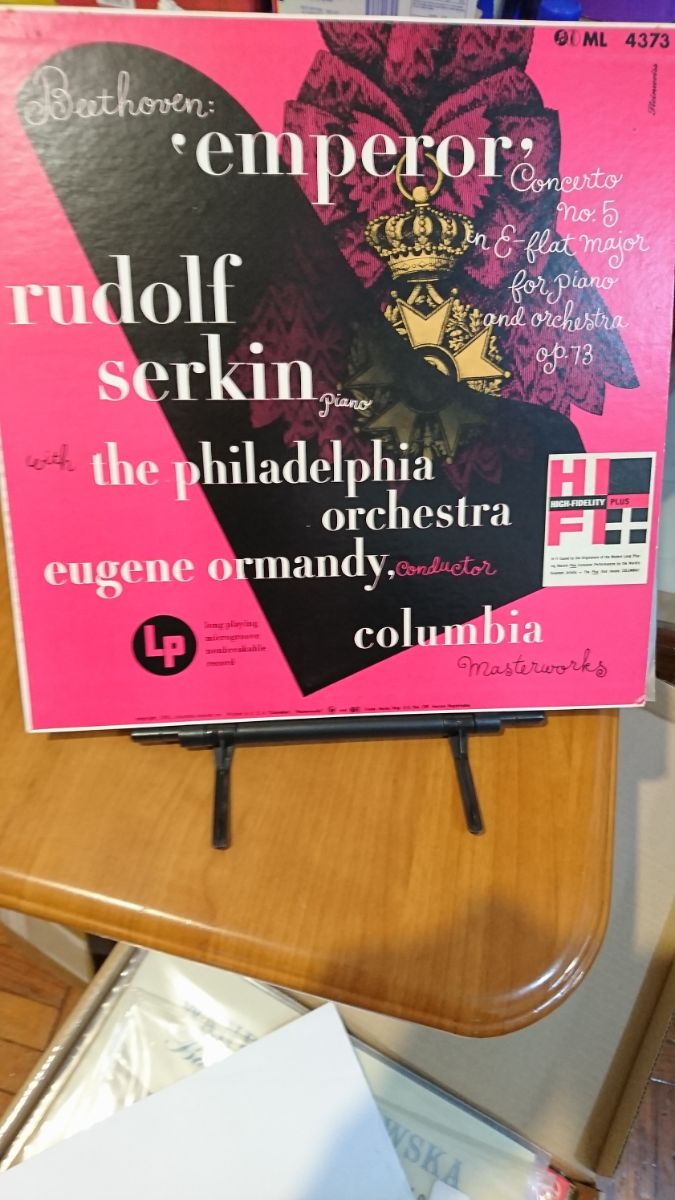 ML 4373
Steinweiss
Beethoven:
'emperor'
Concerto
no. 5
in E-flat major
for piano
and orchestra
op. 73
rudolf
serkin
piano
with the philadelphia
orchestra
eugene ormandy, conductor
HI
HIGH-FIDELITY PLUS
FI+
LP
long playing
microgroove
nonbreakable
record
columbia
Masterworks
WSKA